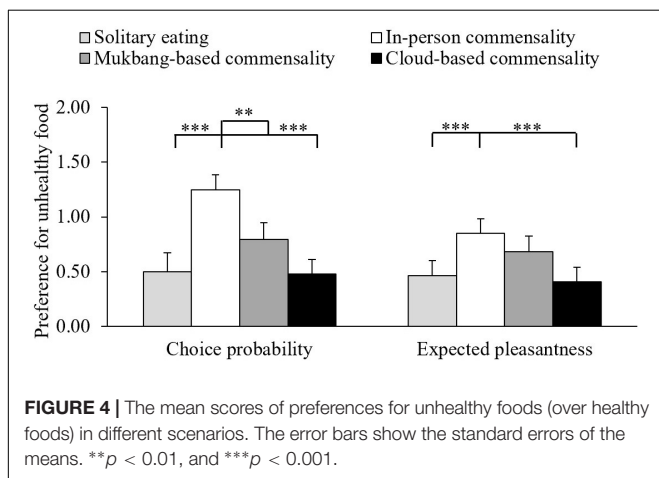 Solitary eating
In-person commensality
Mukbang-based commensality
Cloud-based commensality
Preference for unhealthy food
2.00
1.50
1.00
0.50
0.00
***
**
***
***
***
Choice probability
Expected pleasantness
FIGURE 4 | The mean scores of preferences for unhealthy foods (over healthy
foods) in different scenarios. The error bars show the standard errors of the
means. **p < 0.01, and ***p < 0.001.